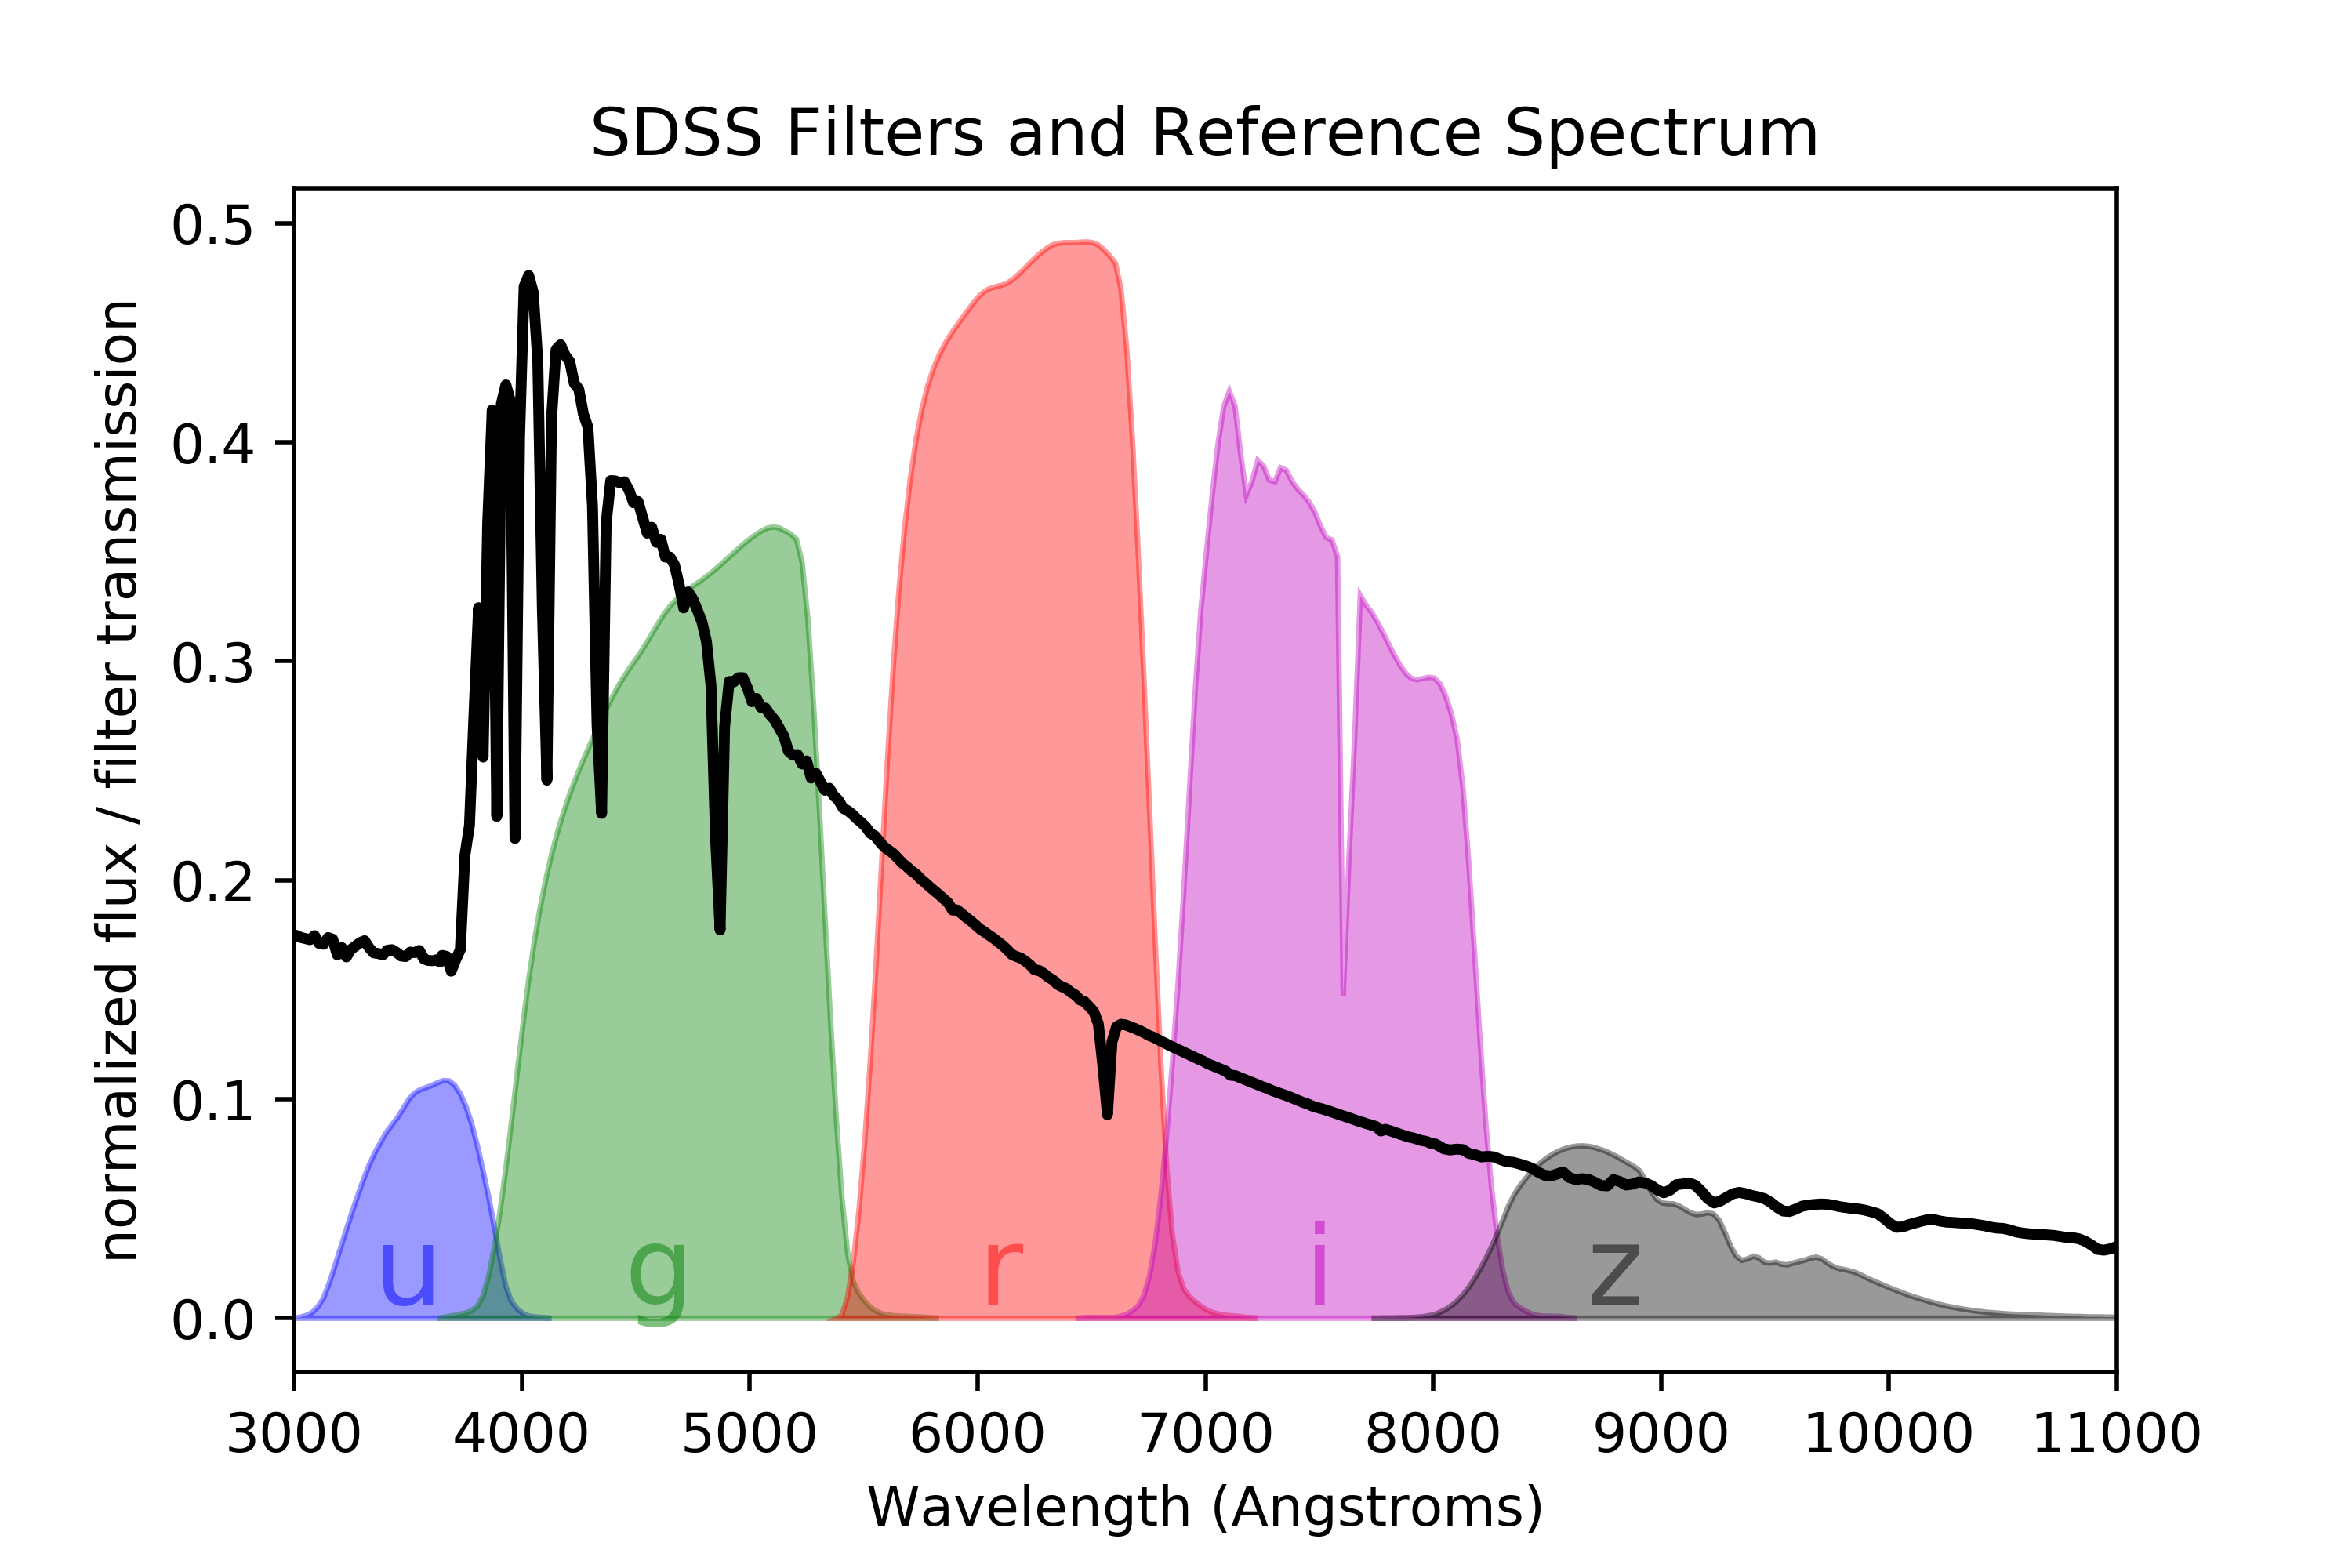 SDSS Filters and Reference Spectrum
normalized flux / filter transmission
0.5
0.4
0.3
0.2
0.1
0.0
u g r i z
3000 4000 5000 6000 7000 8000 9000 10000 11000
Wavelength (Angstroms)